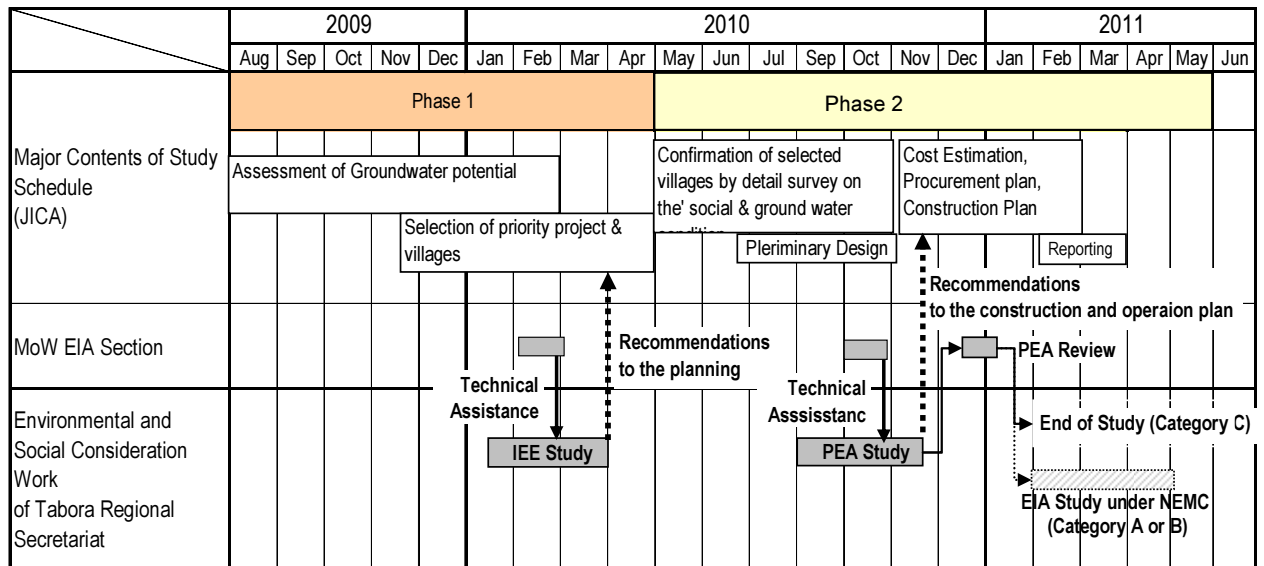 2009 2010 2011
Aug Sep Oct Nov Dec Jan Feb Mar Apr May Jun Jul Sep Oct Nov Dec Jan Feb Mar Apr May Jun
Phase 1 Phase 2
Major Contents of Study
Schedule
(JICA)
Assessment of Groundwater potential
Selection of priority project &
villages
Confirmation of selected
villages by detail survey on
the' social & ground water
Pleriminary Design
Cost Estimation,
Procurement plan,
Construction Plan
Reporting
Recommendations
to the construction and operaion plan
MoW EIA Section
Recommendations
to the planning
PEA Review
Technical
Assistance
Technical
Asssisstanc
Environmental and
Social Consideration
Work
of Tabora Regional
Secretariat
IEE Study
PEA Study
End of Study (Category C)
EIA Study under NEMC
(Category A or B)